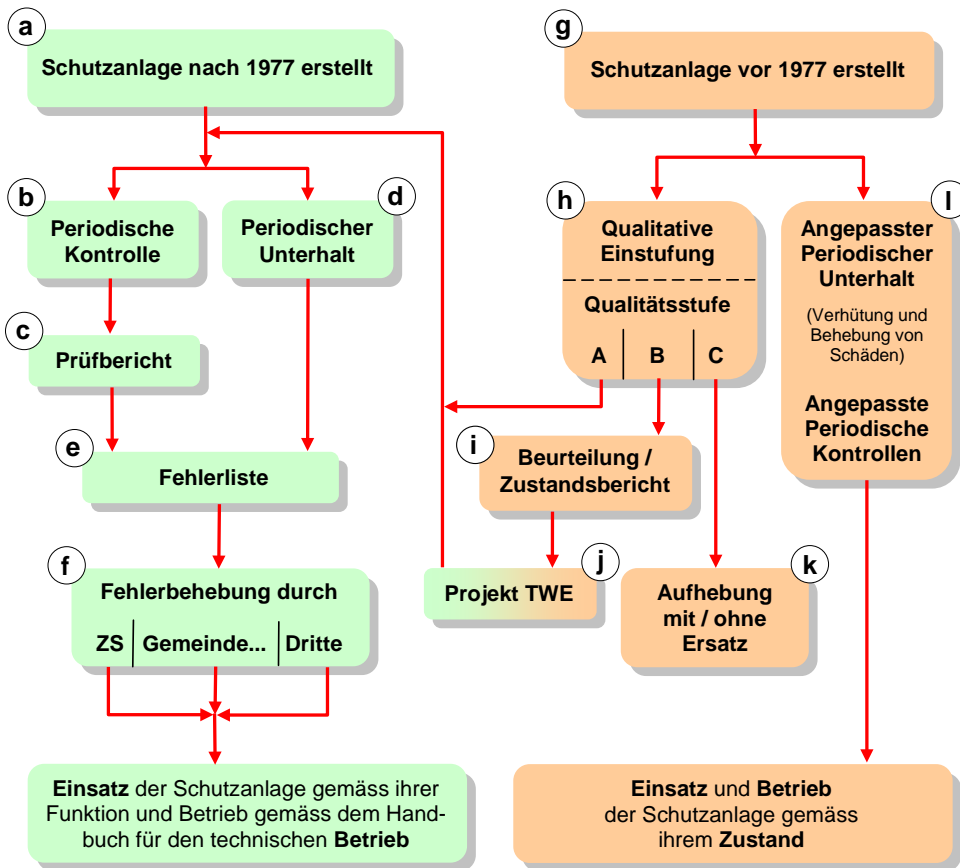 a
Schutzanlage nach 1977 erstellt
b
Periodische
Kontrolle
d
Periodischer
Unterhalt
c
Prüfbericht
e
Fehlerliste
f
Fehlerbehebung durch
ZS Gemeinde... Dritte
Einsatz der Schutzanlage gemäss ihrer
Funktion und Betrieb gemäss dem Hand-
buch für den technischen Betrieb
g
Schutzanlage vor 1977 erstellt
h
Qualitative
Einstufung
Qualitätsstufe
A B C
i
Beurteilung /
Zustandsbericht
j
Projekt TWE
k
Aufhebung
mit / ohne
Ersatz
l
Angepasster
Periodischer
Unterhalt
(Verhütung und
Behebung von
Schäden)
Angepasste
Periodische
Kontrollen
Einsatz und Betrieb
der Schutzanlage gemäss
ihrem Zustand